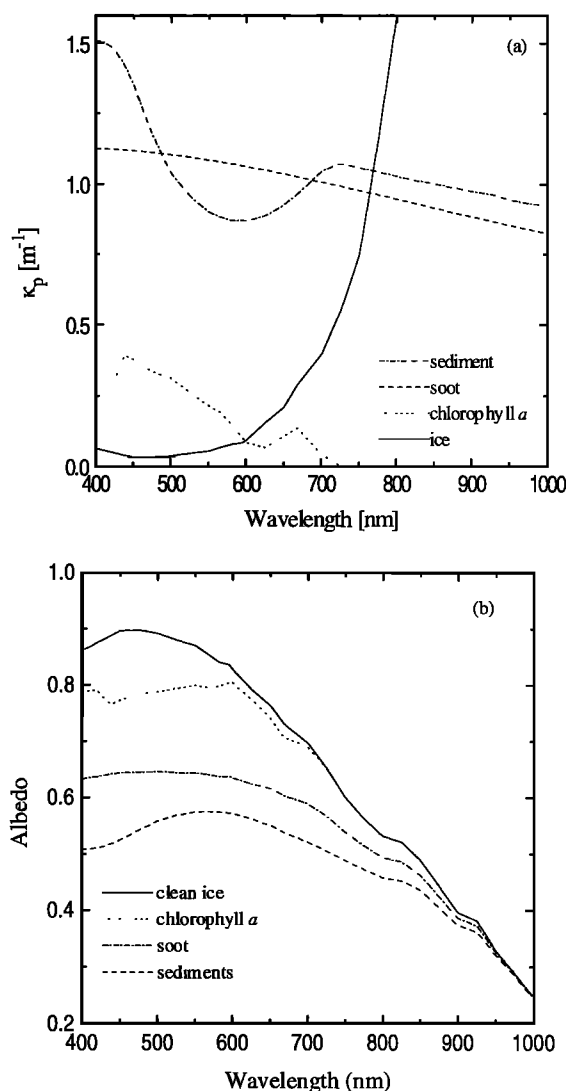 (a)
1.5
1.0
0.5
0.0
κp [m-1]
sediment
soot
chlorophyll a
ice
400 500 600 700 800 900 1000
Wavelength [nm]
(b)
1.0
0.8
0.6
0.4
0.2
Albedo
clean ice
chlorophyll a
soot
sediments
400 500 600 700 800 900 1000
Wavelength (nm)